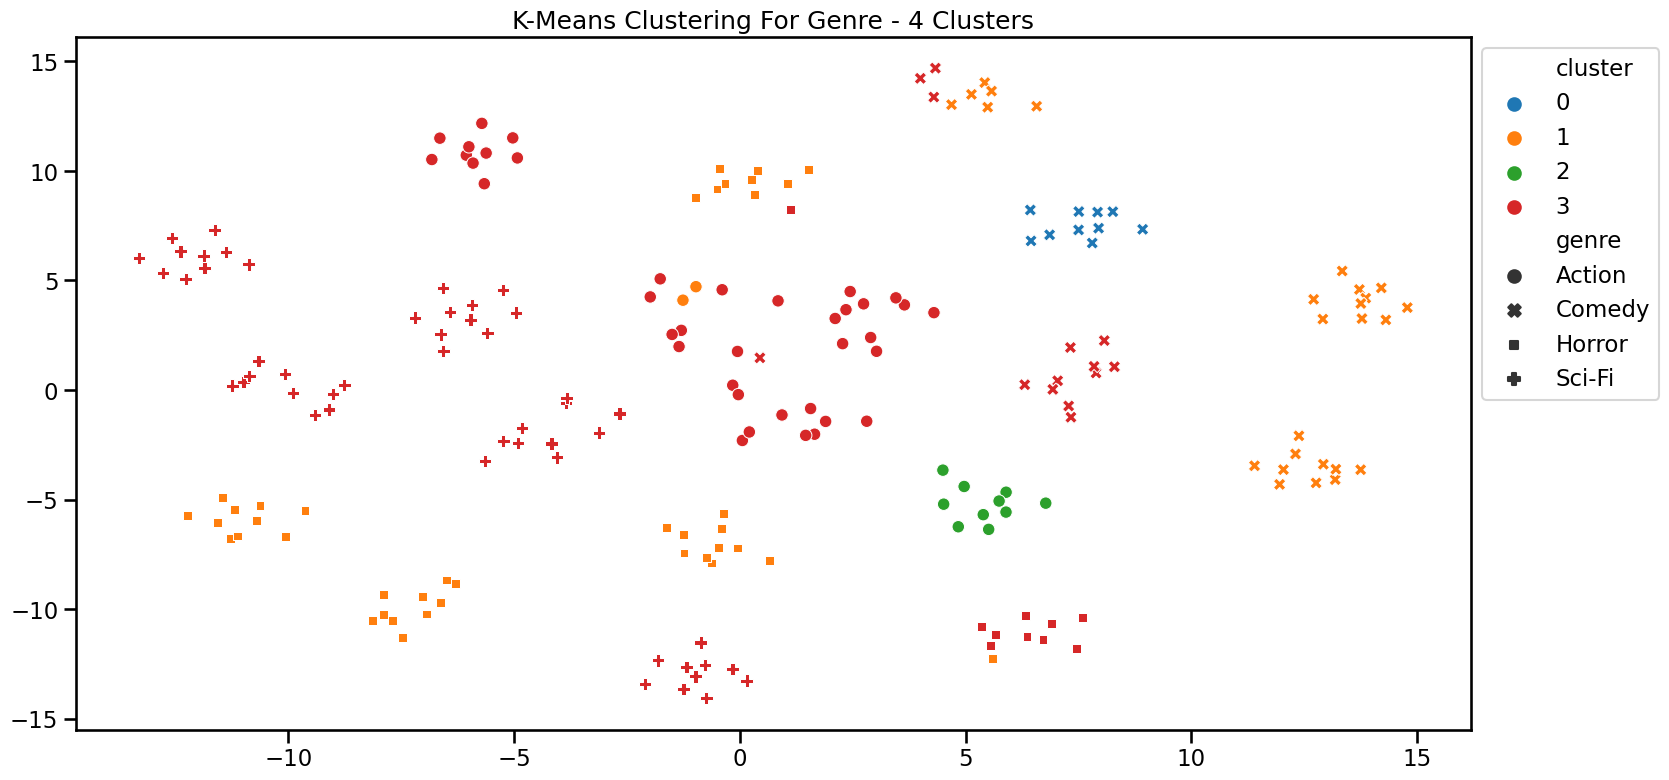 K-Means Clustering For Genre - 4 Clusters
15
10
5
0
−5
−10
−15
−10
−5
0
5
10
15
cluster
0
1
2
3
genre
Action
Comedy
Horror
Sci-Fi